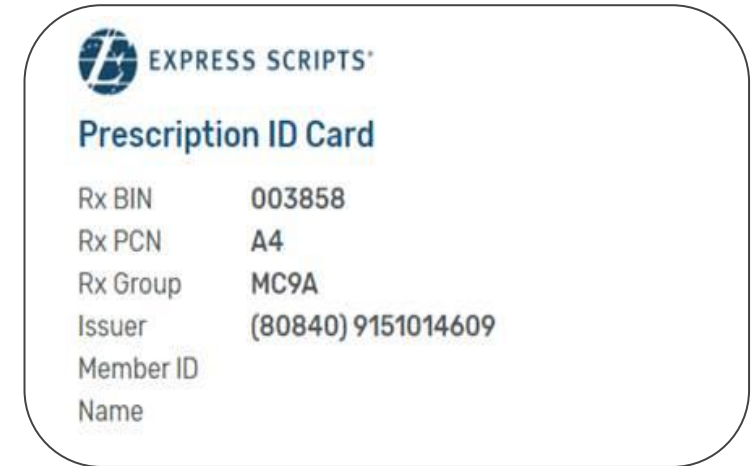 EXPRESS SCRIPTS®
Prescription ID Card
Rx BIN 003858
Rx PCN A4
Rx Group MC9A
Issuer (80840) 9151014609
Member ID
Name